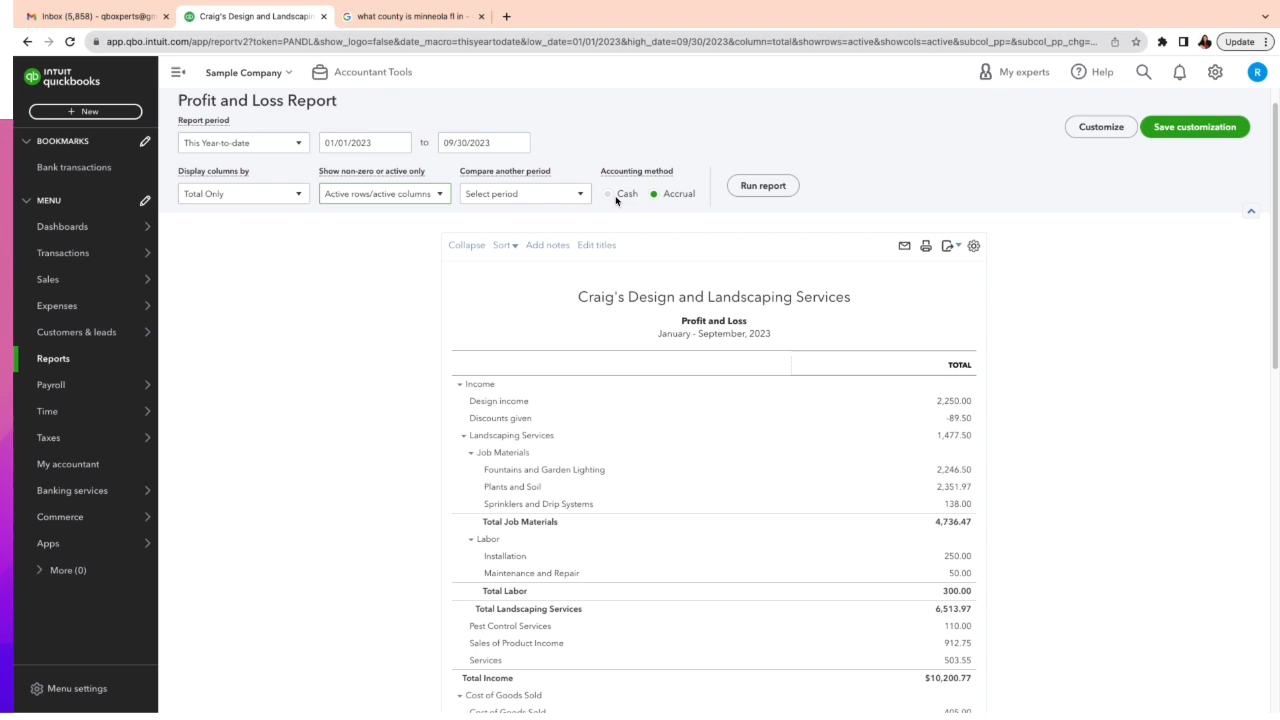 Inbox (5,858) - qboxperts@gm
Craig's Design and Landscapin
what county is minneola fl in -
app.qbo.intuit.com/app/reportv2?token=PANDL&show_logo=false&date_macro=thisyeartodate&low_date=01/01/2023&high_date=09/30/2023&column=total&showrows=active&showcols=active&subcol_pp=&subcol_pp_chg=...
Update
INTUIT
quickbooks
+ New
BOOKMARKS
Bank transactions
MENU
Dashboards
Transactions
Sales
Expenses
Customers & leads
Reports
Payroll
Time
Taxes
My accountant
Banking services
Commerce
Apps
More (0)
Menu settings
Sample Company
Accountant Tools
My experts
Help
R
Profit and Loss Report
Report period
This Year-to-date 01/01/2023 to 09/30/2023
Customize
Save customization
Display columns by Show non-zero or active only Compare another period Accounting method
Total Only Active rows/active columns Select period Cash Accrual
Run report
Collapse Sort Add notes Edit titles
Craig's Design and Landscaping Services
Profit and Loss
January - September, 2023
TOTAL
Income
Design income 2,250.00
Discounts given -89.50
Landscaping Services 1,477.50
Job Materials
Fountains and Garden Lighting 2,246.50
Plants and Soil 2,351.97
Sprinklers and Drip Systems 138.00
Total Job Materials 4,736.47
Labor
Installation 250.00
Maintenance and Repair 50.00
Total Labor 300.00
Total Landscaping Services 6,513.97
Pest Control Services 110.00
Sales of Product Income 912.75
Services 503.55
Total Income $10,200.77
Cost of Goods Sold
Cost of Goods Sold 405.00